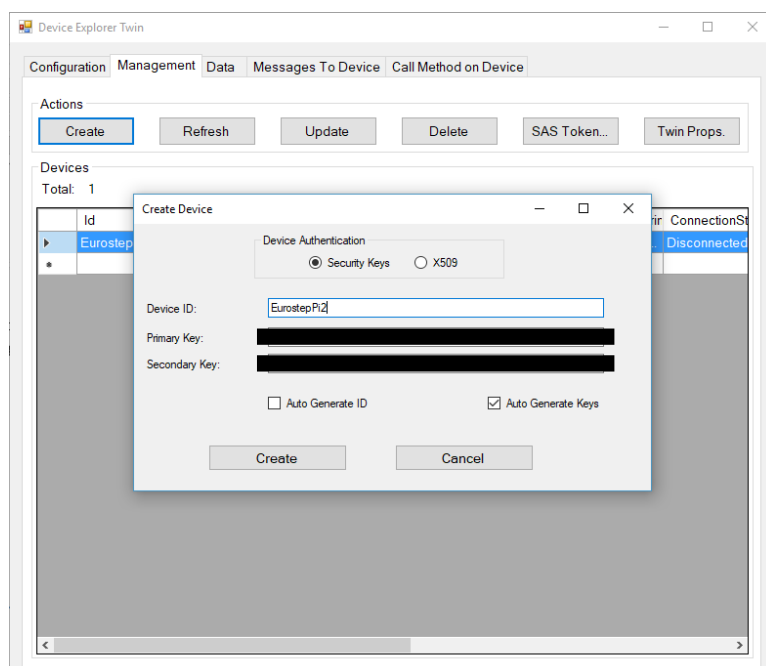 Device Explorer Twin
Configuration Management Data Messages To Device Call Method on Device
Actions
Create Refresh Update Delete SAS Token... Twin Props.
Devices
Total: 1
Id ConnectionSt
Eurostep Disconnected
Create Device
Device Authentication
Security Keys X509
Device ID: EurostepPi2
Primary Key:
Secondary Key:
Auto Generate ID Auto Generate Keys
Create Cancel